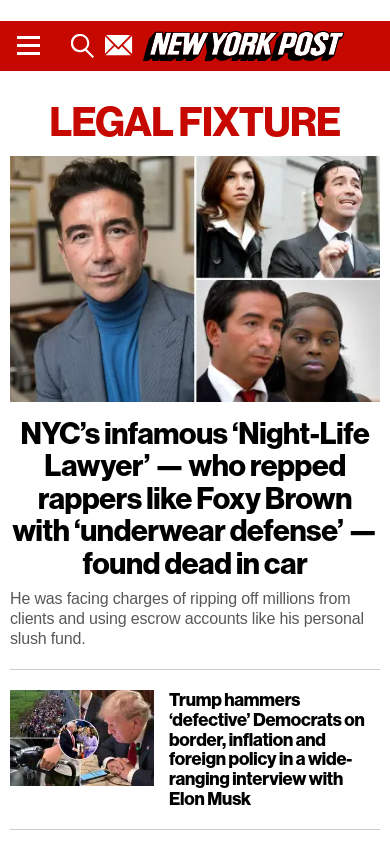 NEW YORK POST
LEGAL FIXTURE
NYC’s infamous ‘Night-Life
Lawyer’ — who repped
rappers like Foxy Brown
with ‘underwear defense’ —
found dead in car
He was facing charges of ripping off millions from
clients and using escrow accounts like his personal
slush fund.
Trump hammers
‘defective’ Democrats on
border, inflation and
foreign policy in a wide-
ranging interview with
Elon Musk